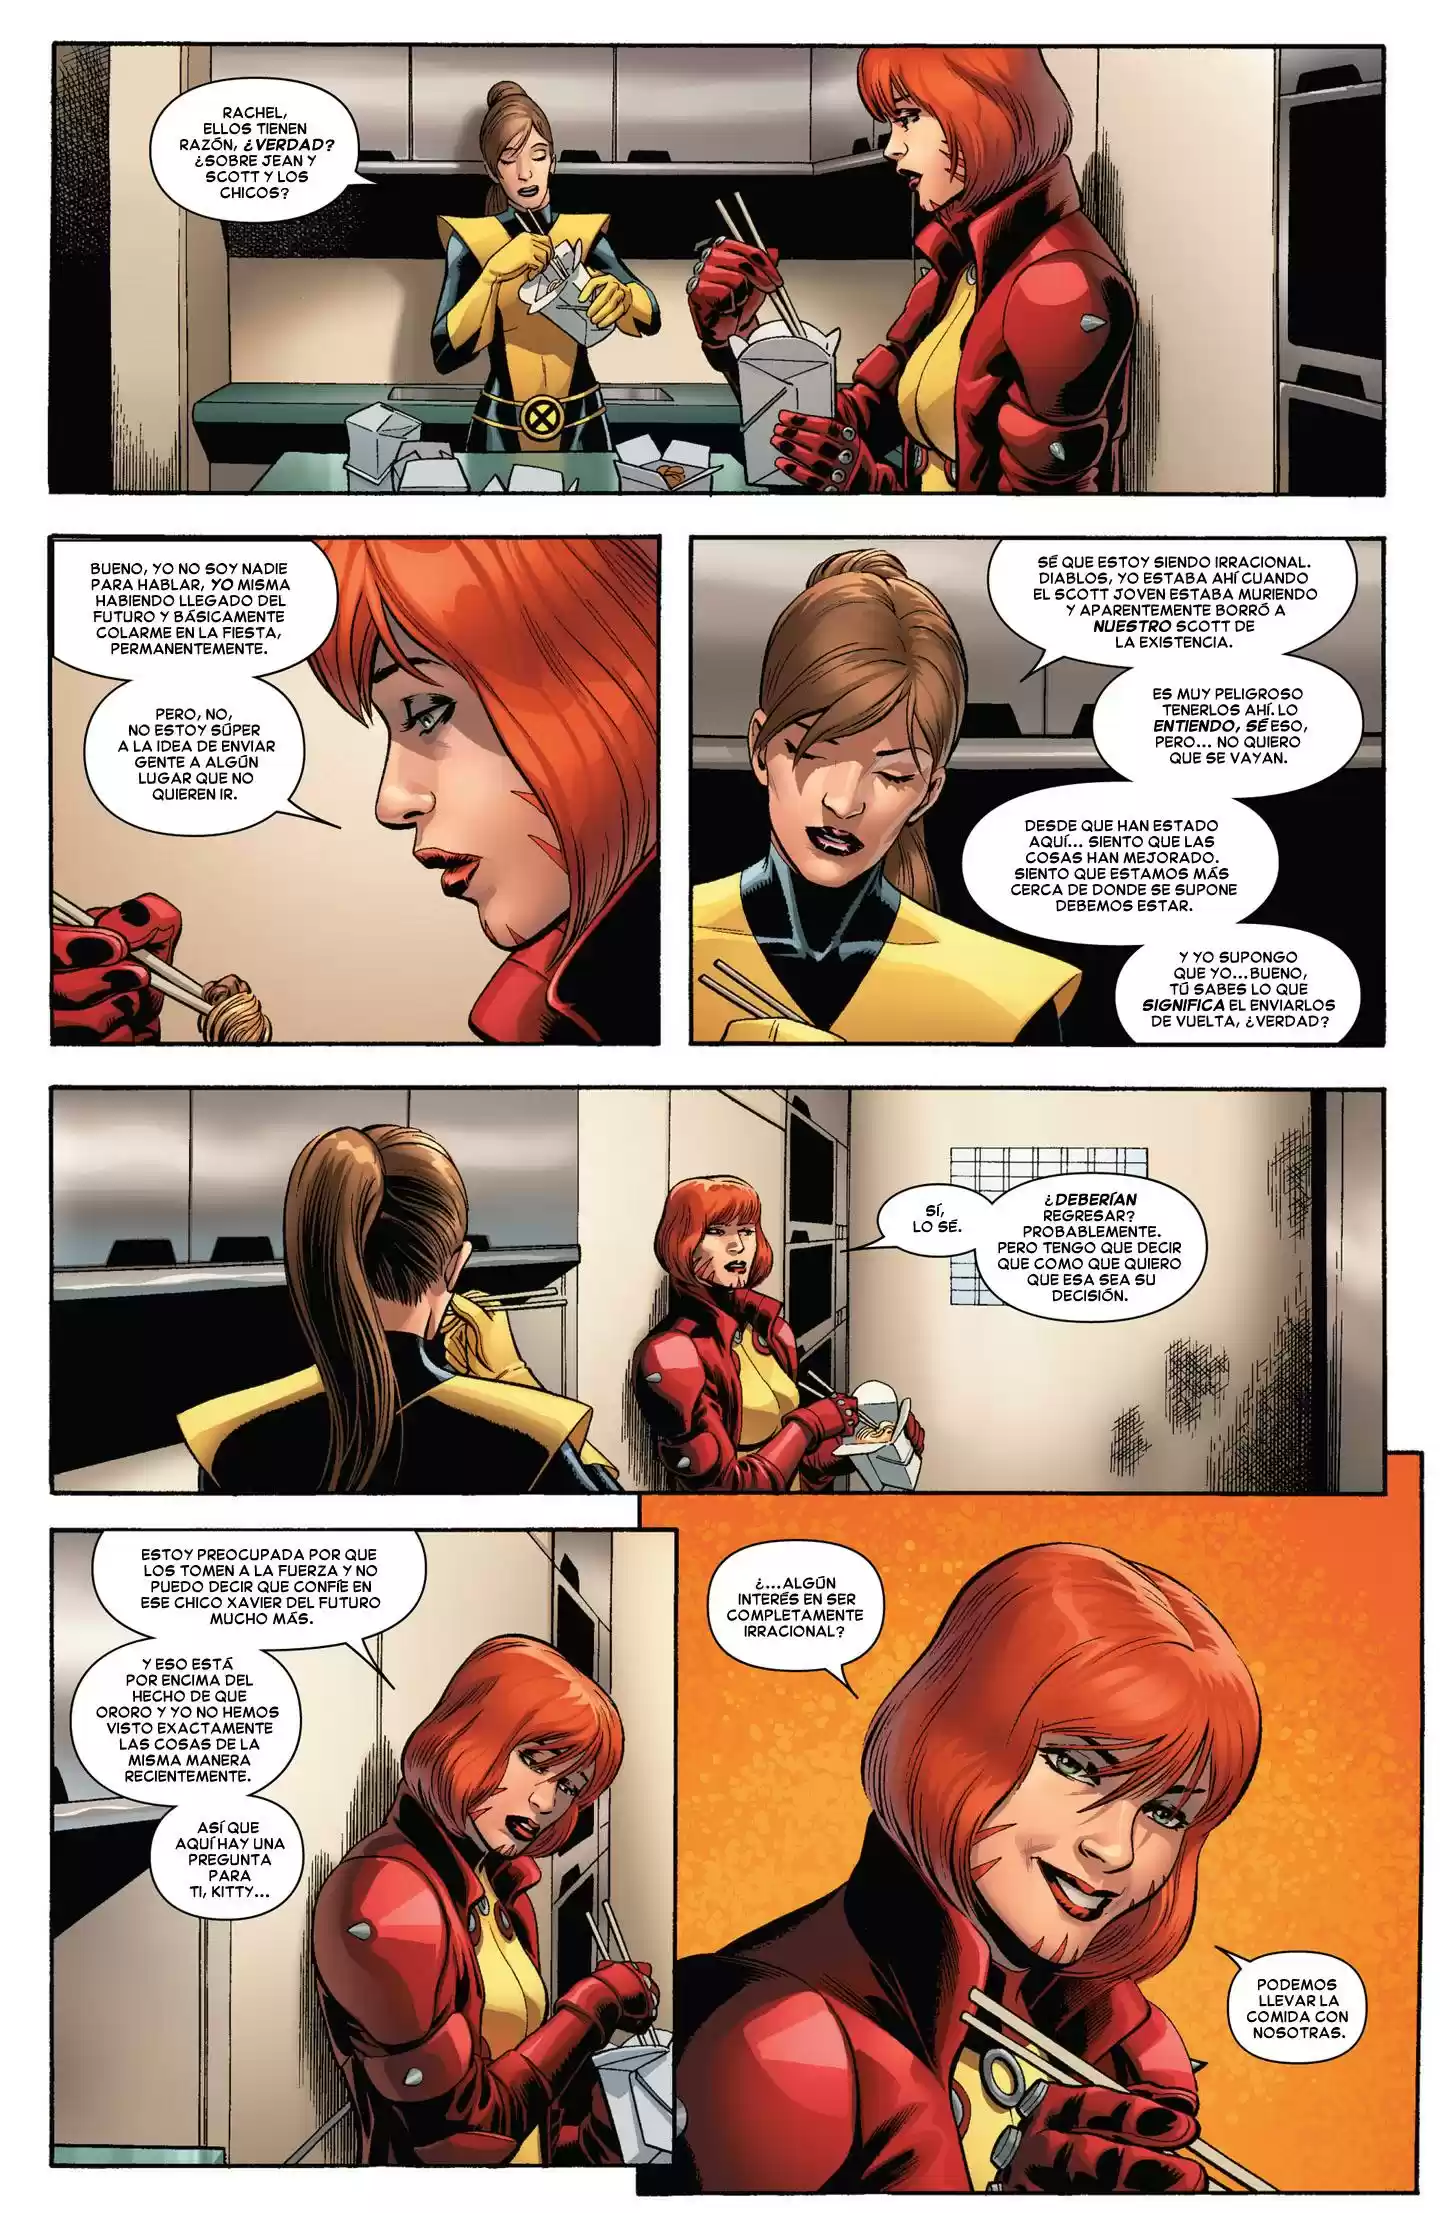 RACHEL,
ELLOS TIENEN
RAZÓN, ¿VERDAD?
¿SOBRE JEAN Y
SCOTT Y LOS
CHICOS?
BUENO, YO NO SOY NADIE
PARA HABLAR, YO MISMA
HABIENDO LLEGADO DEL
FUTURO Y BÁSICAMENTE
COLARME EN LA FIESTA,
PERMANENTEMENTE.
PERO, NO,
NO ESTOY SÚPER
A LA IDEA DE ENVIAR
GENTE A ALGÚN
LUGAR QUE NO
QUIEREN IR.
SÉ QUE ESTOY SIENDO IRRACIONAL.
DIABLOS, YO ESTABA AHÍ CUANDO
EL SCOTT JOVEN ESTABA MURIENDO
Y APARENTEMENTE BORRÓ A
NUESTRO SCOTT DE
LA EXISTENCIA.
ES MUY PELIGROSO
TENERLOS AHÍ. LO
ENTIENDO, SÉ ESO,
PERO... NO QUIERO
QUE SE VAYAN.
DESDE QUE HAN ESTADO
AQUÍ... SIENTO QUE LAS
COSAS HAN MEJORADO.
SIENTO QUE ESTAMOS MÁS
CERCA DE DONDE SE SUPONE
DEBEMOS ESTAR.
Y YO SUPONGO
QUE YO...BUENO,
TÚ SABES LO QUE
SIGNIFICA EL ENVIARLOS
DE VUELTA, ¿VERDAD?
SÍ,
LO SÉ.
¿DEBERÍAN
REGRESAR?
PROBABLEMENTE.
PERO TENGO QUE DECIR
QUE COMO QUE QUIERO
QUE ESA SEA SU
DECISIÓN.
ESTOY PREOCUPADA POR QUE
LOS TOMEN A LA FUERZA Y NO
PUEDO DECIR QUE CONFÍE EN
ESE CHICO XAVIER DEL FUTURO
MUCHO MÁS.
Y ESO ESTÁ
POR ENCIMA DEL
HECHO DE QUE
ORORO Y YO NO HEMOS
VISTO EXACTAMENTE
LAS COSAS DE LA
MISMA MANERA
RECIENTEMENTE.
ASÍ QUE
AQUÍ HAY UNA
PREGUNTA
PARA
TI, KITTY...
¿...ALGÚN
INTERÉS EN SER
COMPLETAMENTE
IRRACIONAL?
PODEMOS
LLEVAR LA
COMIDA CON
NOSOTRAS.